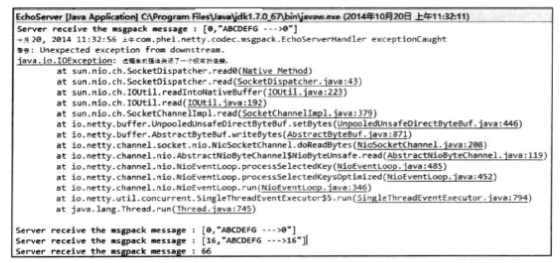 EchoServer [Java Application] C:\Program Files\Java\jdk1.7.0_67\bin\javaw.exe (2014年10月20日 上午11:32:11)
Server receive the msgpack message : [0,"ABCDEFG --->0"]
十月 20, 2014 11:32:56 上午 com.phei.netty.codec.msgpack.EchoServerHandler exceptionCaught
警告: Unexpected exception from downstream.
java.io.IOException: 远程主机强迫关闭了一个现有的连接。
at sun.nio.ch.SocketDispatcher.read0(Native Method)
at sun.nio.ch.SocketDispatcher.read(SocketDispatcher.java:43)
at sun.nio.ch.IOUtil.readIntoNativeBuffer(IOUtil.java:223)
at sun.nio.ch.IOUtil.read(IOUtil.java:192)
at sun.nio.ch.SocketChannelImpl.read(SocketChannelImpl.java:379)
at io.netty.buffer.UnpooledUnsafeDirectByteBuf.setBytes(UnpooledUnsafeDirectByteBuf.java:446)
at io.netty.buffer.AbstractByteBuf.writeBytes(AbstractByteBuf.java:871)
at io.netty.channel.socket.nio.NioSocketChannel.doReadBytes(NioSocketChannel.java:208)
at io.netty.channel.nio.AbstractNioByteChannel$NioByteUnsafe.read(AbstractNioByteChannel.java:119)
at io.netty.channel.nio.NioEventLoop.processSelectedKey(NioEventLoop.java:485)
at io.netty.channel.nio.NioEventLoop.processSelectedKeysOptimized(NioEventLoop.java:452)
at io.netty.channel.nio.NioEventLoop.run(NioEventLoop.java:346)
at io.netty.util.concurrent.SingleThreadEventExecutor$5.run(SingleThreadEventExecutor.java:794)
at java.lang.Thread.run(Thread.java:745)
Server receive the msgpack message : [0,"ABCDEFG --->0"]
Server receive the msgpack message : [16,"ABCDEFG --->16"]
Server receive the msgpack message : 66